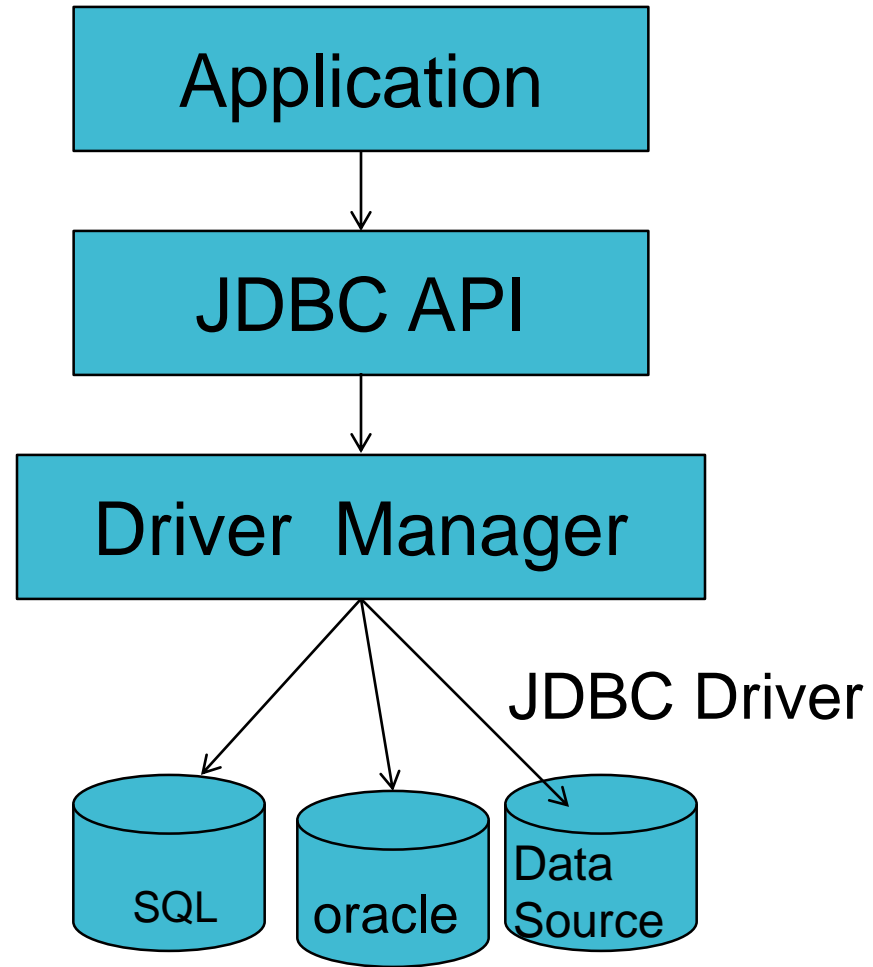 Application
JDBC API
Driver Manager
JDBC Driver
SQL
oracle
Data
Source